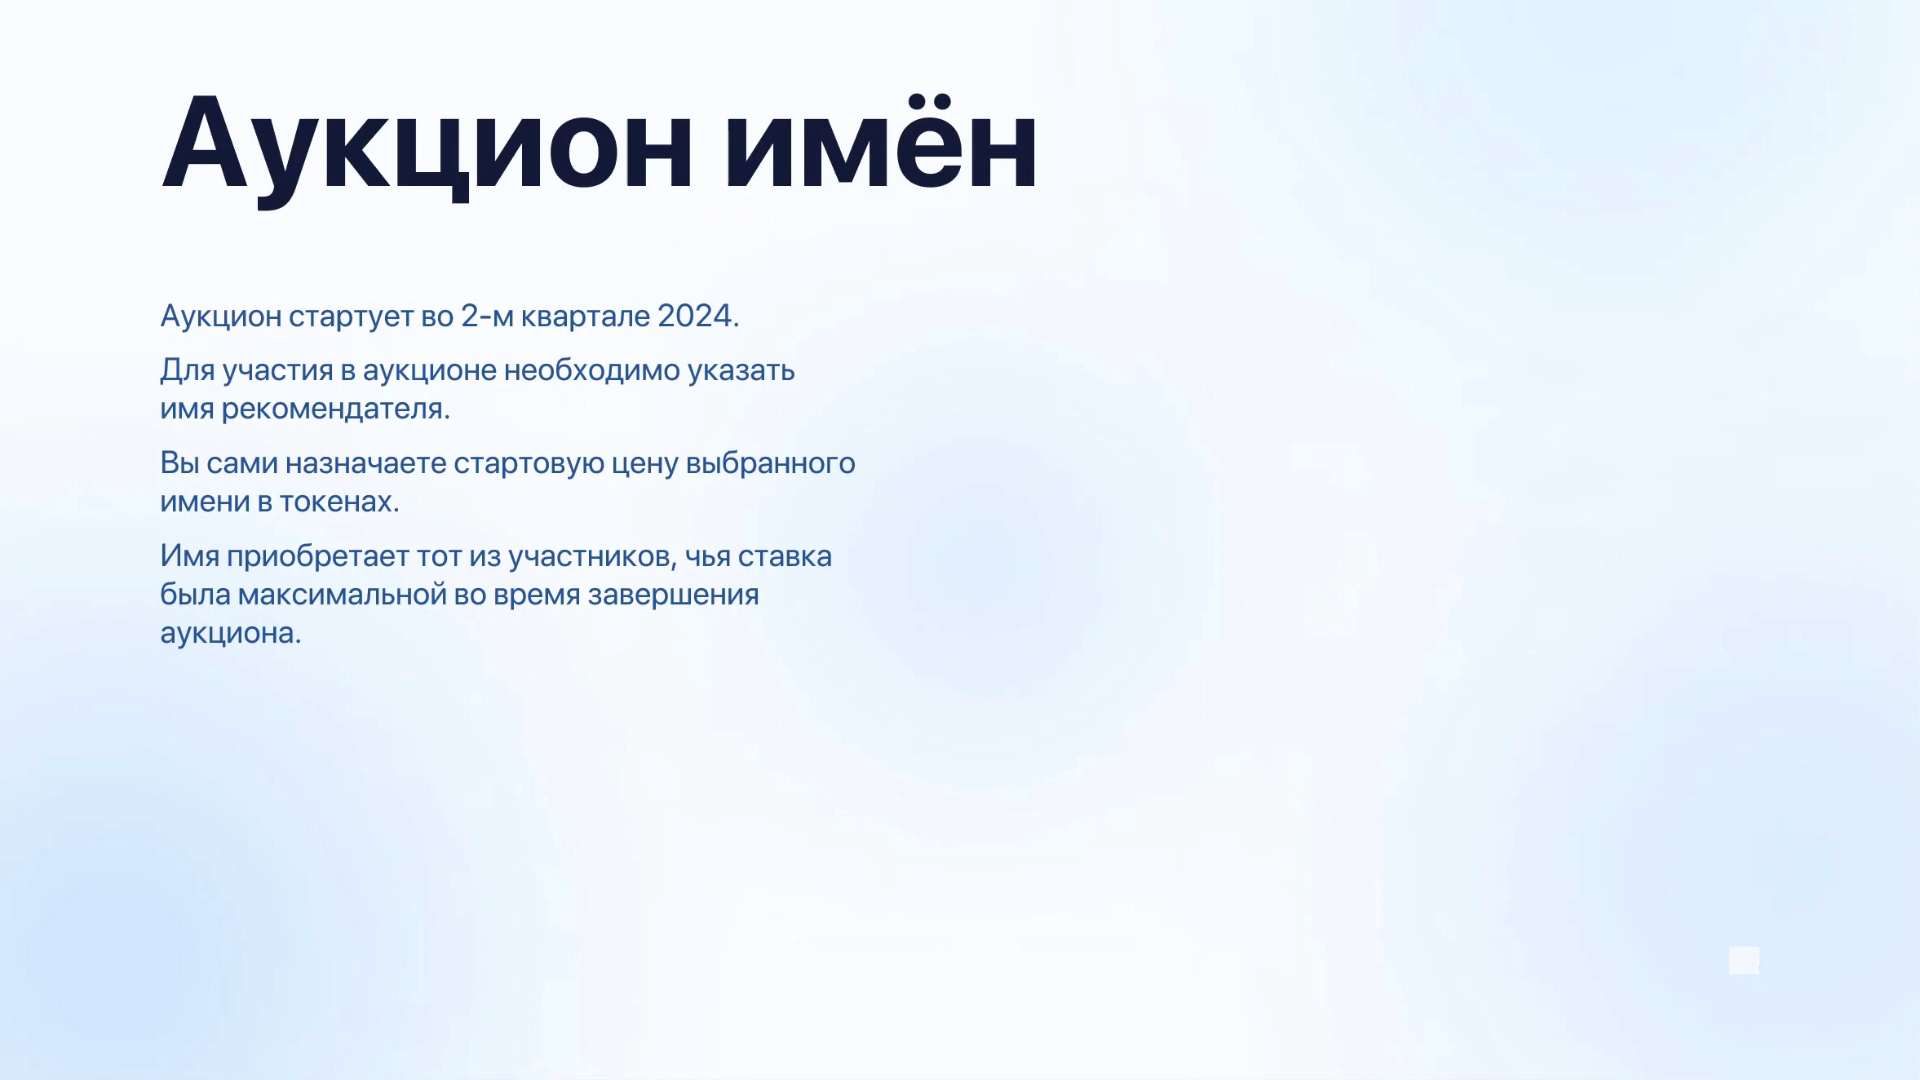 Аукцион имён
Аукцион стартует во 2-м квартале 2024.
Для участия в аукционе необходимо указать
имя рекомендателя.
Вы сами назначаете стартовую цену выбранного
имени в токенах.
Имя приобретает тот из участников, чья ставка
была максимальной во время завершения
аукциона.